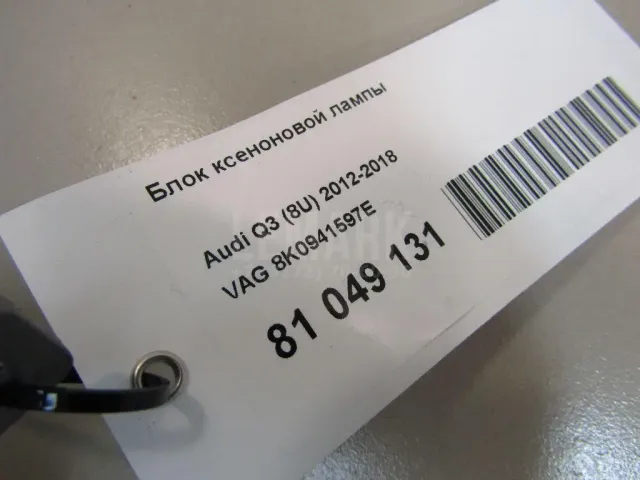 Блок ксеноновой лампы
Audi Q3 (8U) 2012-2018
VAG 8K0941597E
81 049 131